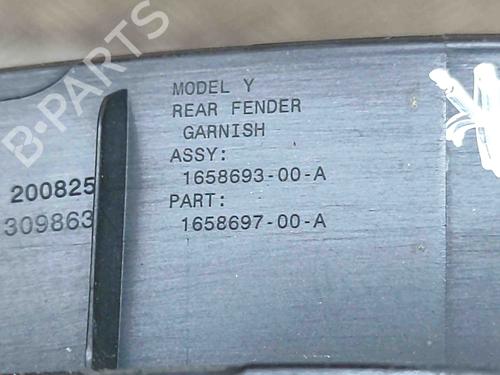 MODEL Y
REAR FENDER
GARNISH
ASSY:
1658693-00-A
PART:
1658697-00-A
200825
309863
B-PARTS